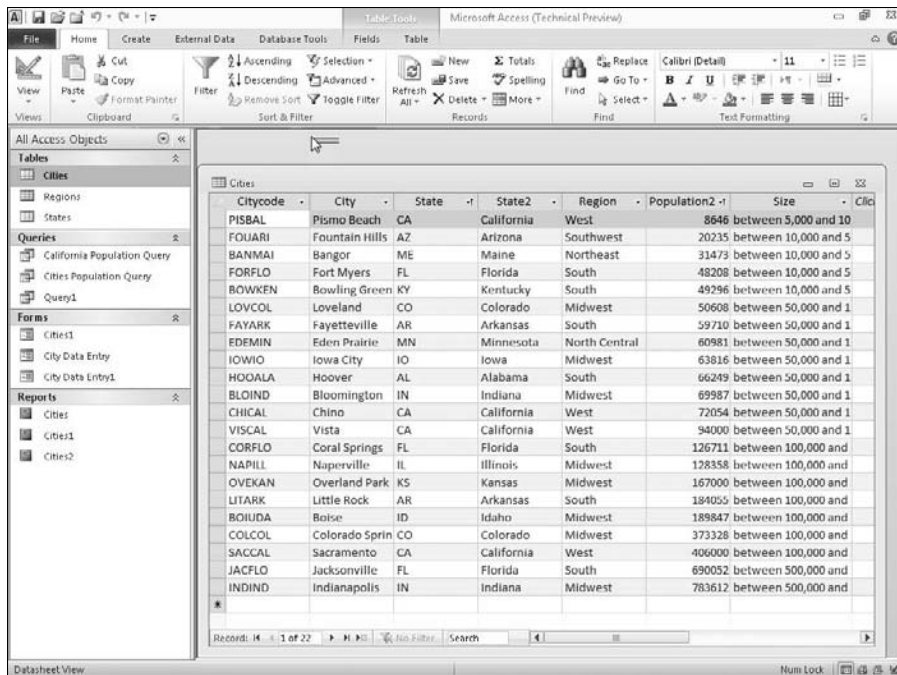 Table Tools
Microsoft Access (Technical Preview)
File Home Create External Data Database Tools Fields Table
View
Views
Paste
Cut
Copy
Format Painter
Clipboard
Filter
Ascending
Descending
Remove Sort
Selection
Advanced
Toggle Filter
Sort & Filter
Refresh All
New
Save
Delete
Totals
Spelling
More
Records
Find
Replace
Go To
Select
Find
Calibri (Detail) 11
B I U
A
Text Formatting
All Access Objects
Tables
Cities
Regions
States
Queries
California Population Query
Cities Population Query
Query1
Forms
Cities1
City Data Entry
City Data Entry1
Reports
Cities
Cities1
Cities2
Cities
Citycode City State State2 Region Population2 Size Clic
PISBAL Pismo Beach CA California West 8646 between 5,000 and 10
FOUARI Fountain Hills AZ Arizona Southwest 20235 between 10,000 and 5
BANMAI Bangor ME Maine Northeast 31473 between 10,000 and 5
FORFLO Fort Myers FL Florida South 48208 between 10,000 and 5
BOWKEN Bowling Green KY Kentucky South 49296 between 10,000 and 5
LOVCOL Loveland CO Colorado Midwest 50608 between 50,000 and 1
FAYARK Fayetteville AR Arkansas South 59710 between 50,000 and 1
EDEMIN Eden Prairie MN Minnesota North Central 60981 between 50,000 and 1
IOWIO Iowa City IO Iowa Midwest 63816 between 50,000 and 1
HOOALA Hoover AL Alabama South 66249 between 50,000 and 1
BLOIND Bloomington IN Indiana Midwest 69987 between 50,000 and 1
CHICAL Chino CA California West 72054 between 50,000 and 1
VISCAL Vista CA California West 94000 between 50,000 and 1
CORFLO Coral Springs FL Florida South 126711 between 100,000 and
NAPILL Naperville IL Illinois Midwest 128358 between 100,000 and
OVEKAN Overland Park KS Kansas Midwest 167000 between 100,000 and
LITARK Little Rock AR Arkansas South 184055 between 100,000 and
BOIUDA Boise ID Idaho Midwest 189847 between 100,000 and
COLCOL Colorado Sprin CO Colorado Midwest 373328 between 100,000 and
SACCAL Sacramento CA California West 406000 between 100,000 and
JACFLO Jacksonville FL Florida South 690052 between 500,000 and
INDIND Indianapolis IN Indiana Midwest 783612 between 500,000 and
Record: 1 of 22 No Filter Search
Datasheet View Num Lock